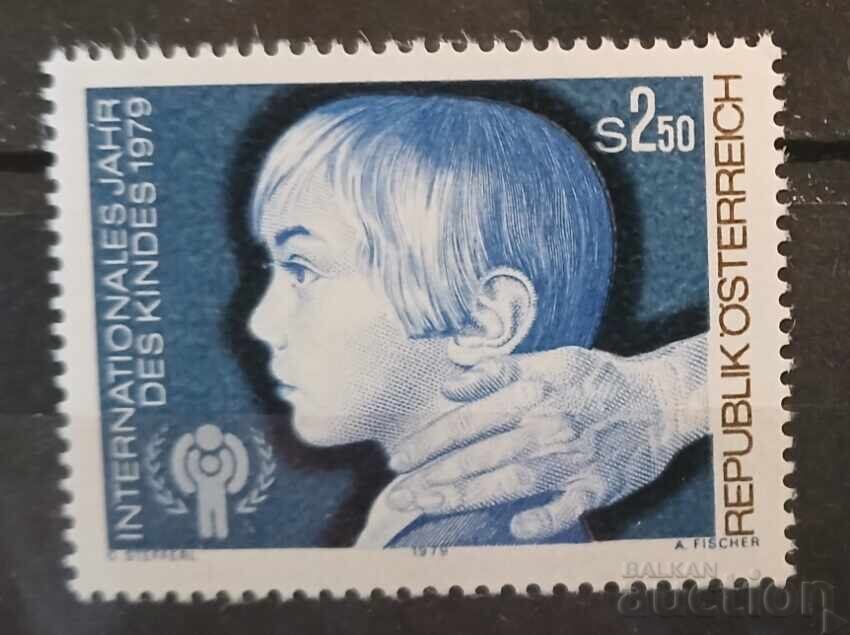 INTERNATIONALES JAHR
DES KINDES 1979
S2.50
REPUBLIK ÖSTERREICH
1979
A. FISCHER
BALKAN
auction